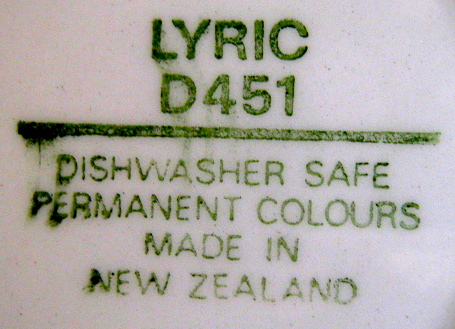 LYRIC
D451
DISHWASHER SAFE
PERMANENT COLOURS
MADE IN
NEW ZEALAND